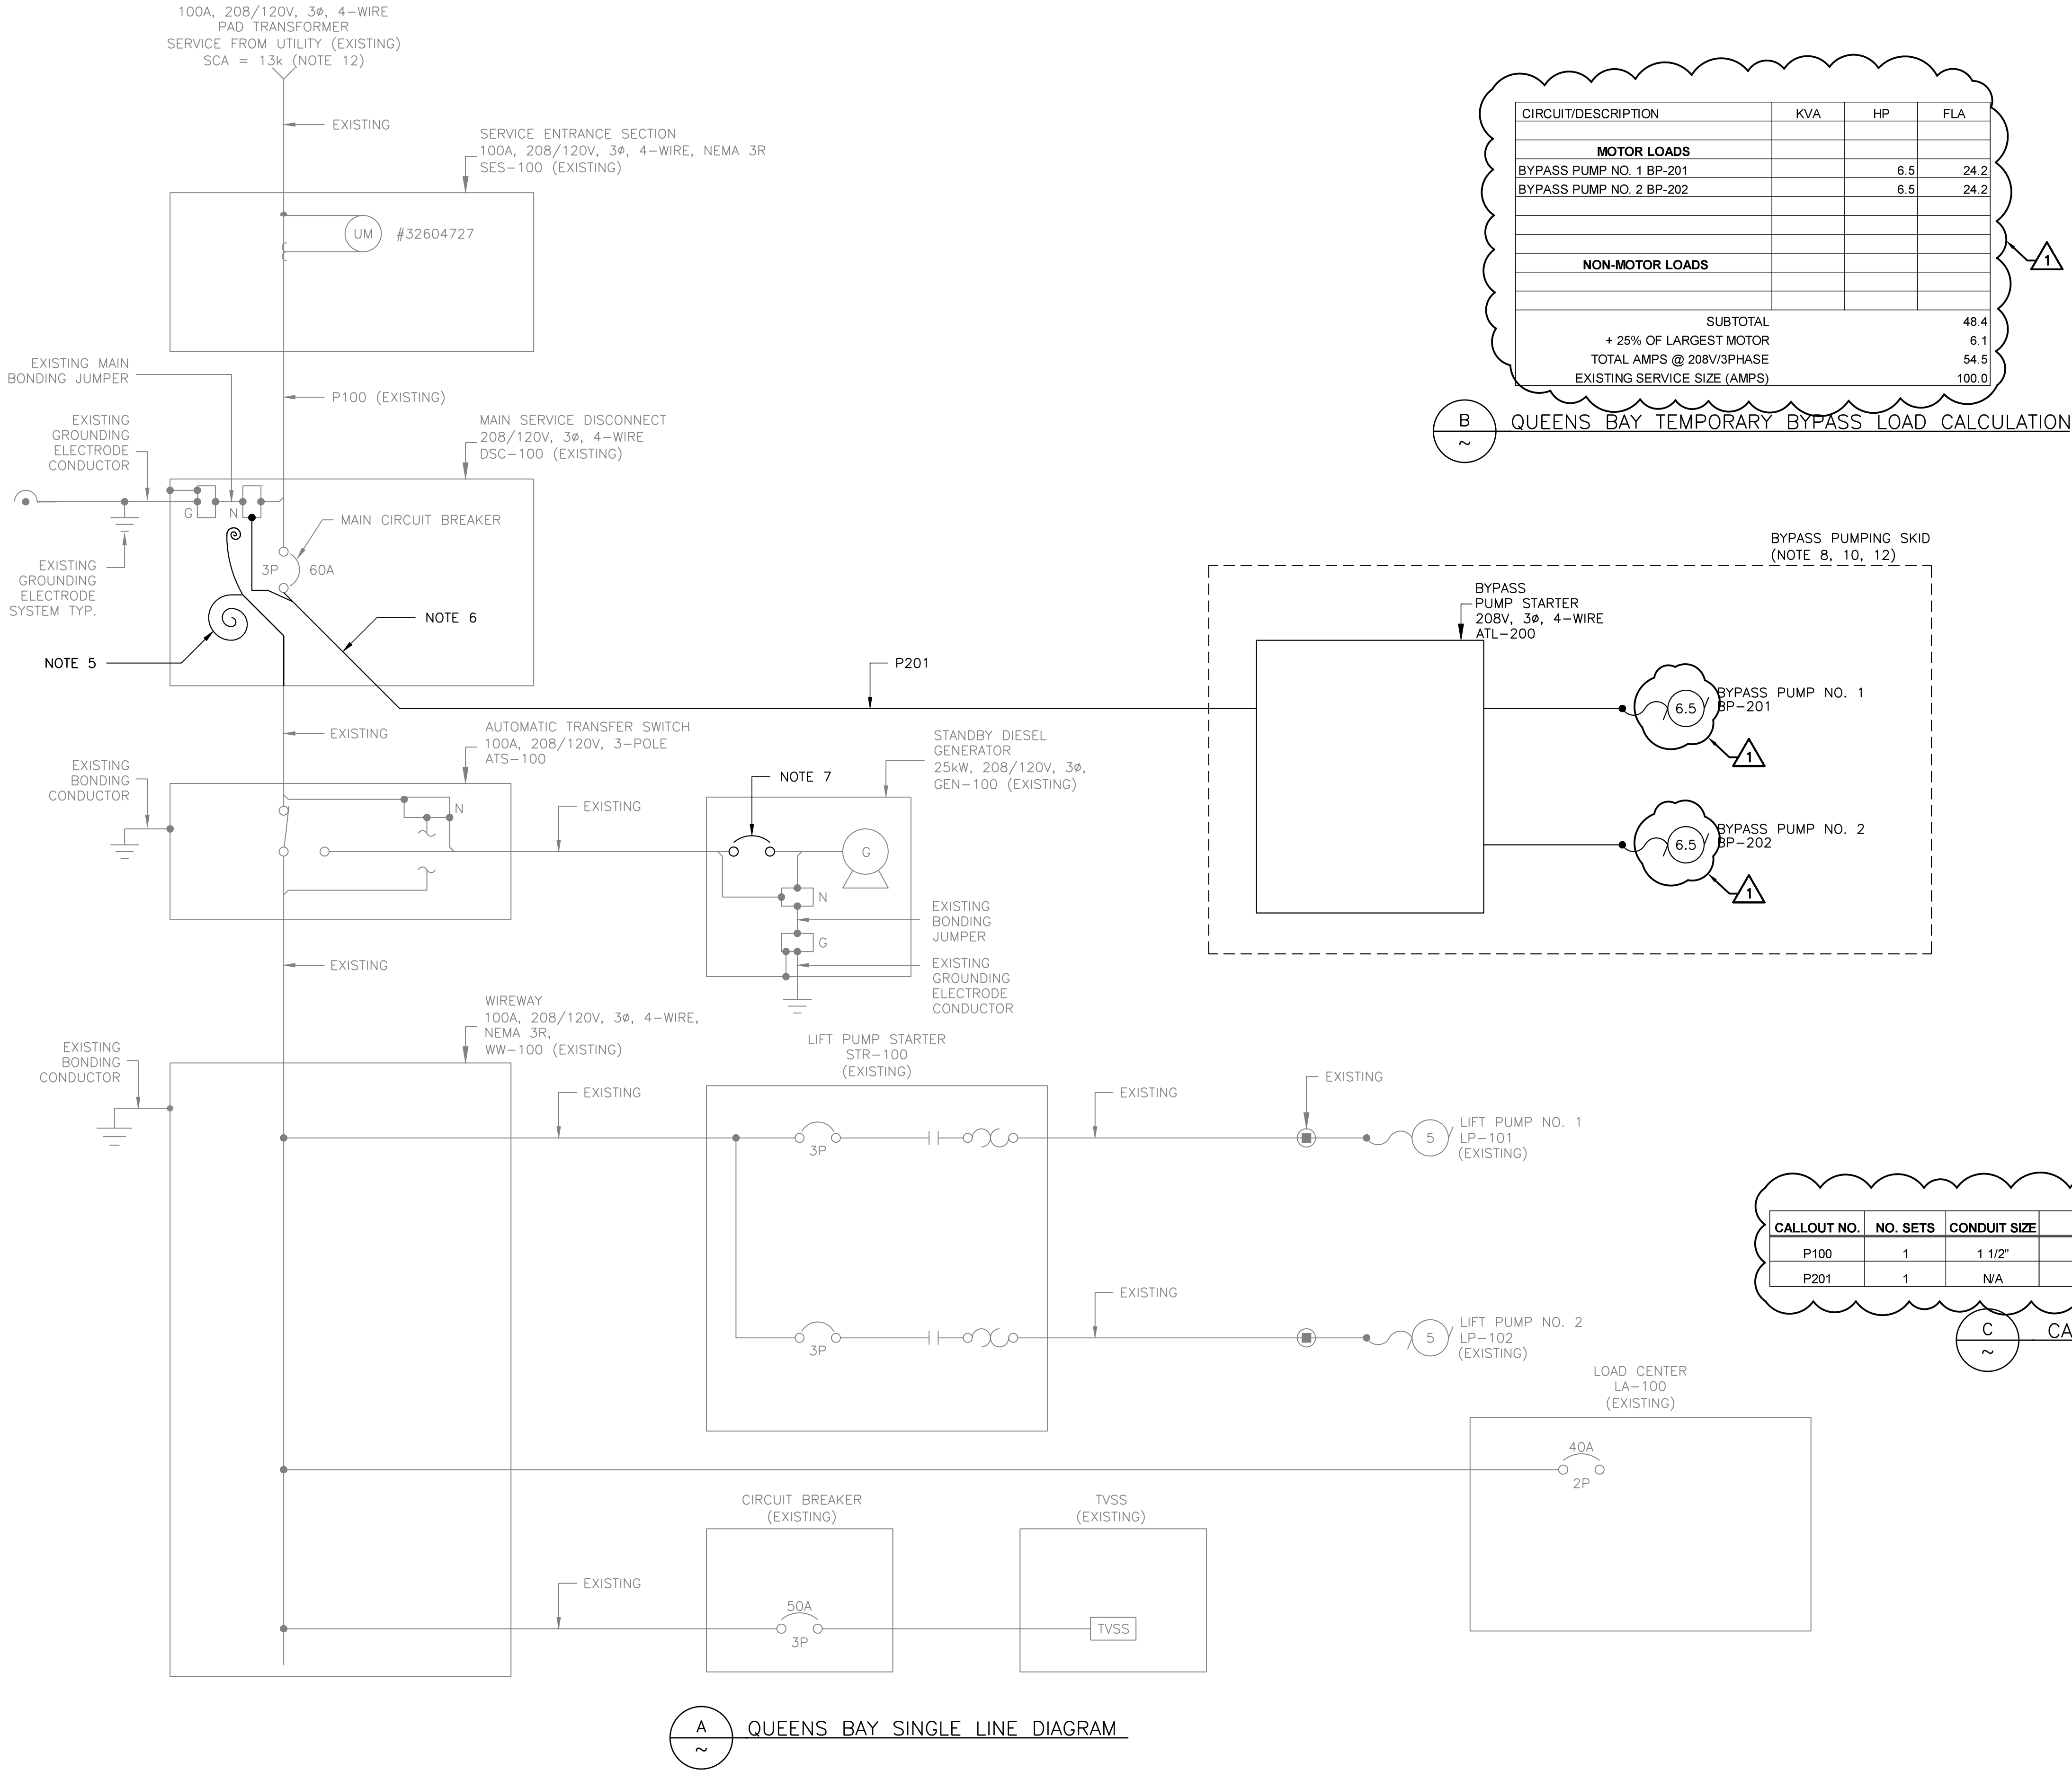 100A, 208/120V, 3ø, 4-WIRE
PAD TRANSFORMER
SERVICE FROM UTILITY (EXISTING)
SCA = 13k (NOTE 12)
EXISTING
SERVICE ENTRANCE SECTION
100A, 208/120V, 3ø, 4-WIRE, NEMA 3R
SES-100 (EXISTING)
UM
#32604727
EXISTING MAIN
BONDING JUMPER
P100 (EXISTING)
EXISTING
GROUNDING
ELECTRODE
CONDUCTOR
MAIN SERVICE DISCONNECT
208/120V, 3ø, 4-WIRE
DSC-100 (EXISTING)
G
N
MAIN CIRCUIT BREAKER
3P
60A
EXISTING
GROUNDING
ELECTRODE
SYSTEM TYP.
NOTE 6
NOTE 5
P201
EXISTING
AUTOMATIC TRANSFER SWITCH
100A, 208/120V, 3-POLE
ATS-100
EXISTING
BONDING
CONDUCTOR
N
EXISTING
NOTE 7
STANDBY DIESEL
GENERATOR
25kW, 208/120V, 3ø,
GEN-100 (EXISTING)
G
N
G
EXISTING
BONDING
JUMPER
EXISTING
GROUNDING
ELECTRODE
CONDUCTOR
EXISTING
WIREWAY
100A, 208/120V, 3ø, 4-WIRE,
NEMA 3R,
WW-100 (EXISTING)
EXISTING
BONDING
CONDUCTOR
EXISTING
LIFT PUMP STARTER
STR-100
(EXISTING)
3P
EXISTING
EXISTING
5
LIFT PUMP NO. 1
LP-101
(EXISTING)
3P
EXISTING
5
LIFT PUMP NO. 2
LP-102
(EXISTING)
LOAD CENTER
LA-100
(EXISTING)
40A
2P
CIRCUIT BREAKER
(EXISTING)
TVSS
(EXISTING)
EXISTING
50A
3P
TVSS
A
~
QUEENS BAY SINGLE LINE DIAGRAM
CIRCUIT/DESCRIPTION KVA HP FLA
MOTOR LOADS
BYPASS PUMP NO. 1 BP-201 6.5 24.2
BYPASS PUMP NO. 2 BP-202 6.5 24.2
NON-MOTOR LOADS
SUBTOTAL 48.4
+ 25% OF LARGEST MOTOR 6.1
TOTAL AMPS @ 208V/3PHASE 54.5
EXISTING SERVICE SIZE (AMPS) 100.0
1
B
~
QUEENS BAY TEMPORARY BYPASS LOAD CALCULATION
BYPASS PUMPING SKID
(NOTE 8, 10, 12)
BYPASS
PUMP STARTER
208V, 3ø, 4-WIRE
ATL-200
6.5
BYPASS PUMP NO. 1
BP-201
1
6.5
BYPASS PUMP NO. 2
BP-202
1
CALLOUT NO. NO. SETS CONDUIT SIZE
P100 1 1 1/2"
P201 1 N/A
C
~
CA